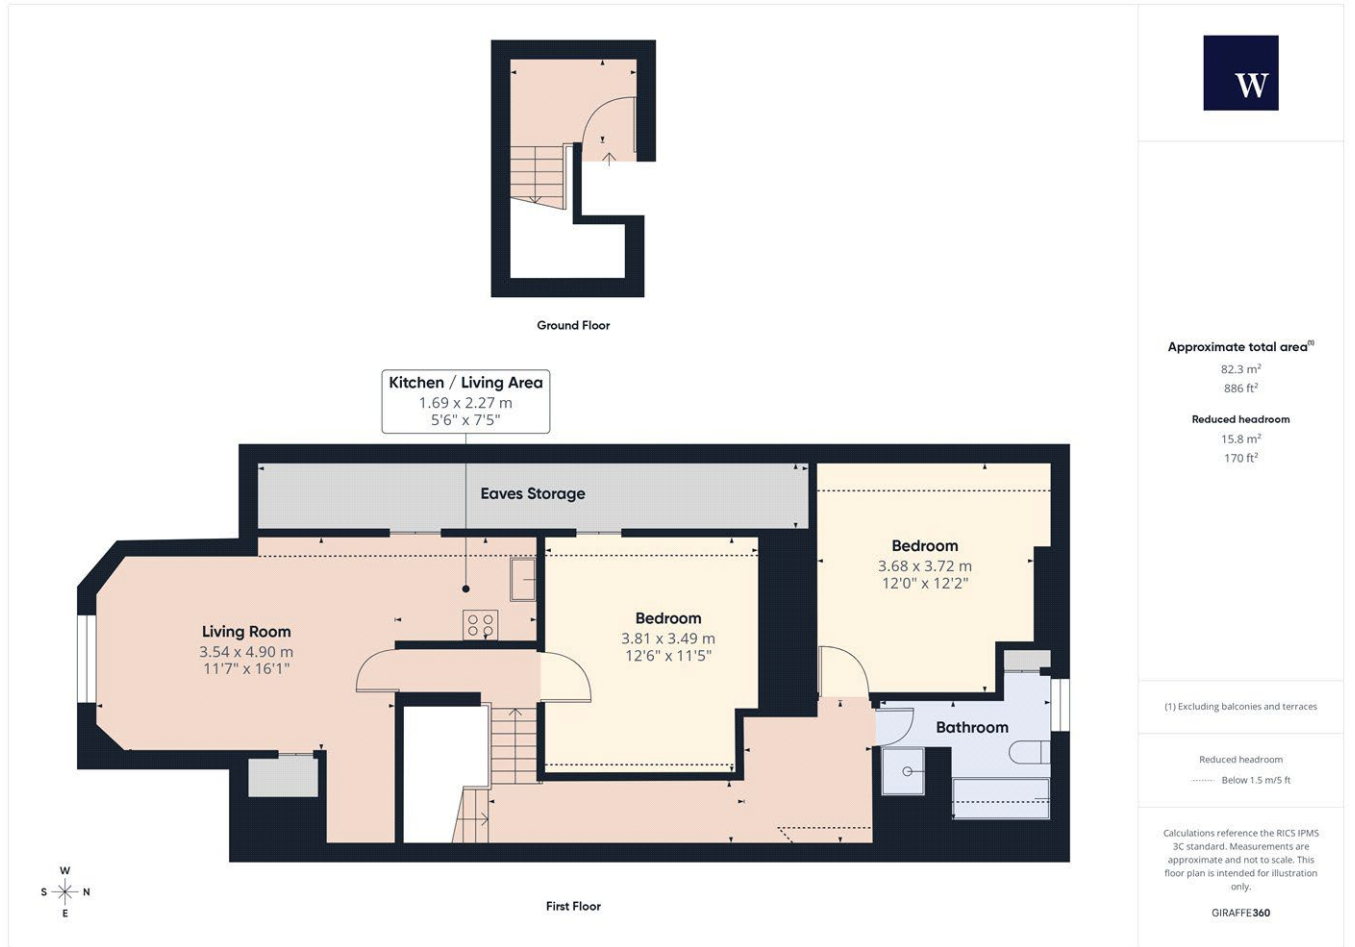 W
Ground Floor
Kitchen / Living Area
1.69 x 2.27 m
5'6" x 7'5"
Eaves Storage
Living Room
3.54 x 4.90 m
11'7" x 16'1"
Bedroom
3.81 x 3.49 m
12'6" x 11'5"
Bedroom
3.68 x 3.72 m
12'0" x 12'2"
Bathroom
First Floor
W
S N
E
Approximate total area(1)
82.3 m²
886 ft²
Reduced headroom
15.8 m²
170 ft²
(1) Excluding balconies and terraces
Reduced headroom
Below 1.5 m/5 ft
Calculations reference the RICS IPMS
3C standard. Measurements are
approximate and not to scale. This
floor plan is intended for illustration
only.
GIRAFFE360